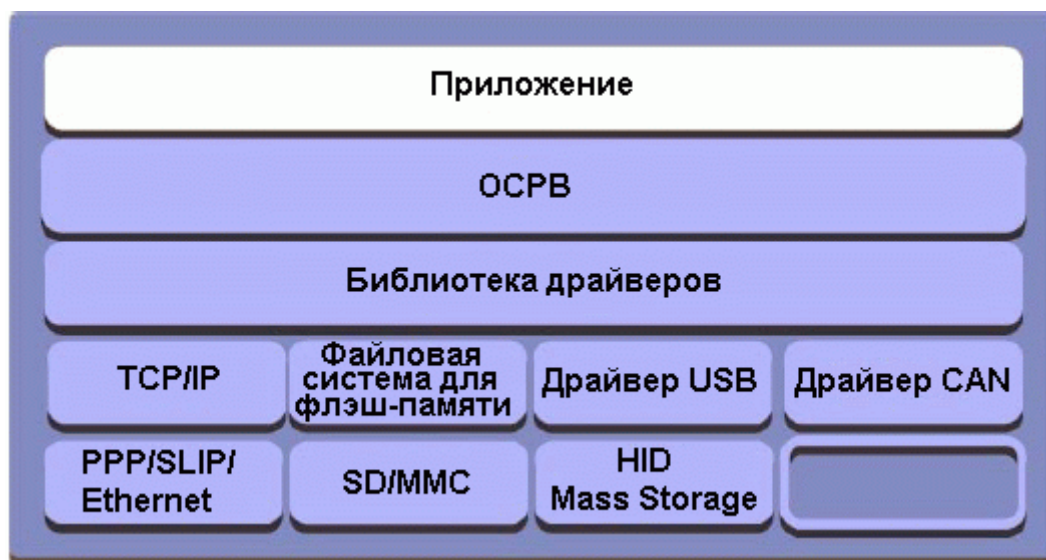 Приложение
ОСРВ
Библиотека драйверов
TCP/IP
Файловая
система для
флэш-памяти
Драйвер USB
Драйвер CAN
PPP/SLIP/
Ethernet
SD/MMC
HID
Mass Storage